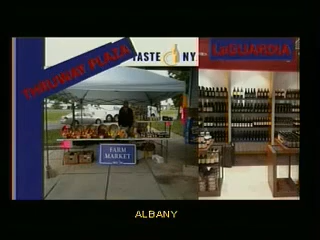 THRUWAY PLAZA
TASTE NY
LaGUARDIA
FARM
MARKET
ALBANY